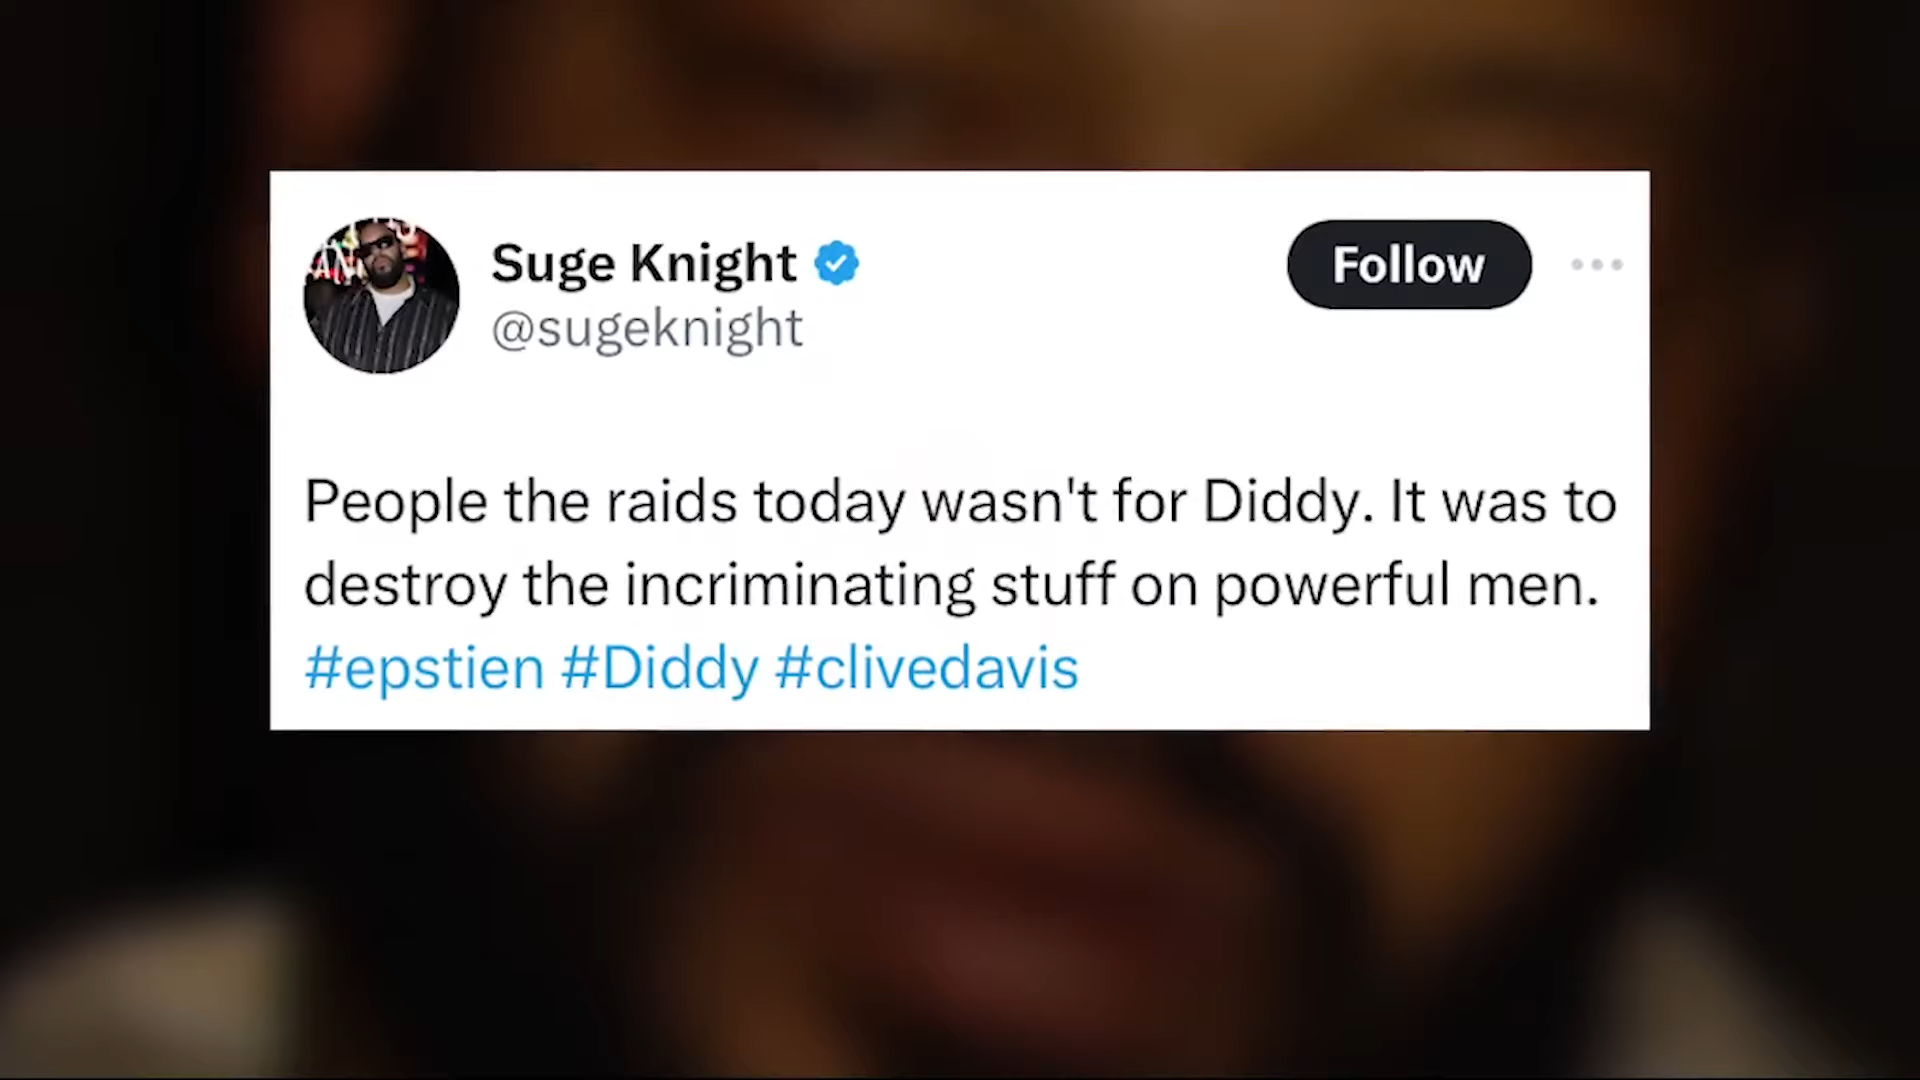 Suge Knight
@sugeknight
Follow
People the raids today wasn't for Diddy. It was to
destroy the incriminating stuff on powerful men.
#epstien #Diddy #clivedavis